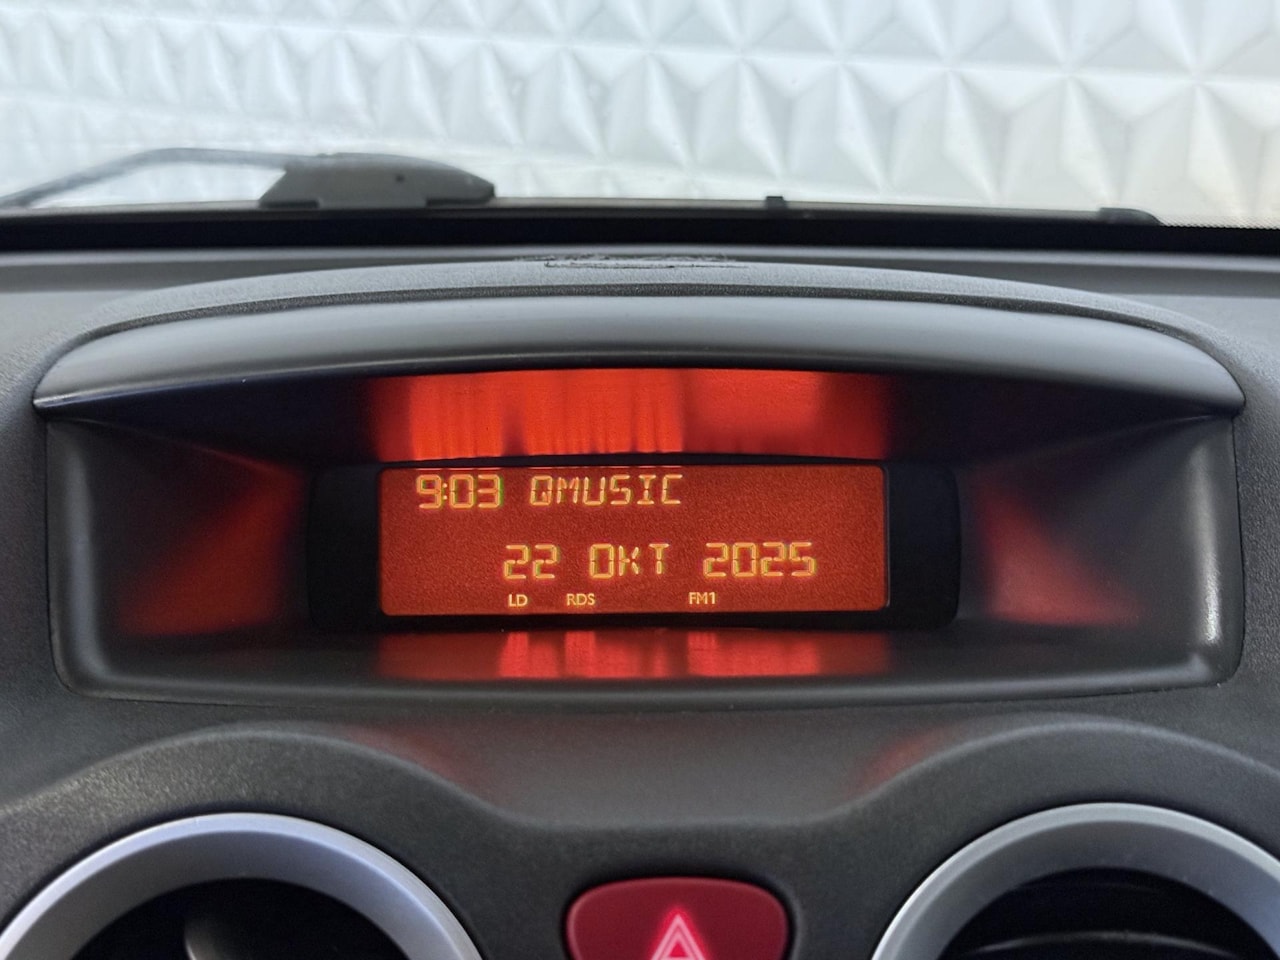 9:03 QMUSIC
22 OKT 2025
LD RDS FM1